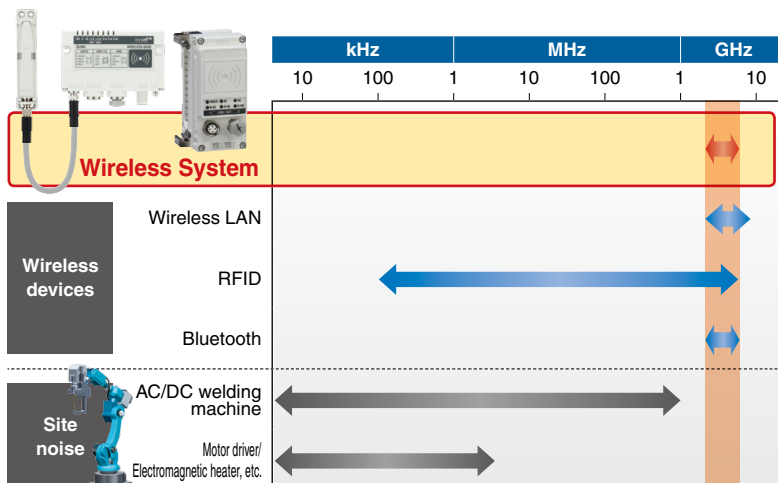 kHz MHz GHz
10 100 1 10 100 1 10
Wireless System
Wireless LAN
Wireless
devices
RFID
Bluetooth
AC/DC welding
machine
Site
noise
Motor driver/
Electromagnetic heater, etc.